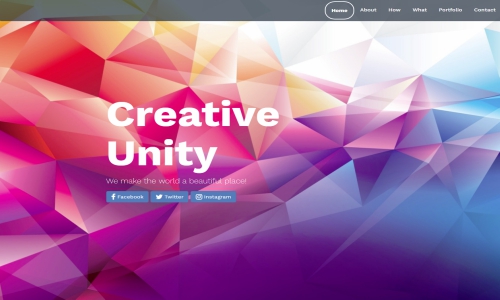 Home About How What Portfolio Contact
Creative
Unity
We make the world a beautiful place!
Facebook Twitter Instagram